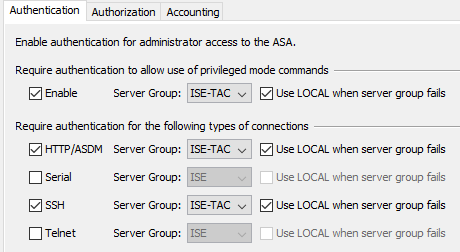 Authentication Authorization Accounting
Enable authentication for administrator access to the ASA.
Require authentication to allow use of privileged mode commands
Enable Server Group: ISE-TAC Use LOCAL when server group fails
Require authentication for the following types of connections
HTTP/ASDM Server Group: ISE-TAC Use LOCAL when server group fails
Serial Server Group: ISE Use LOCAL when server group fails
SSH Server Group: ISE-TAC Use LOCAL when server group fails
Telnet Server Group: ISE Use LOCAL when server group fails